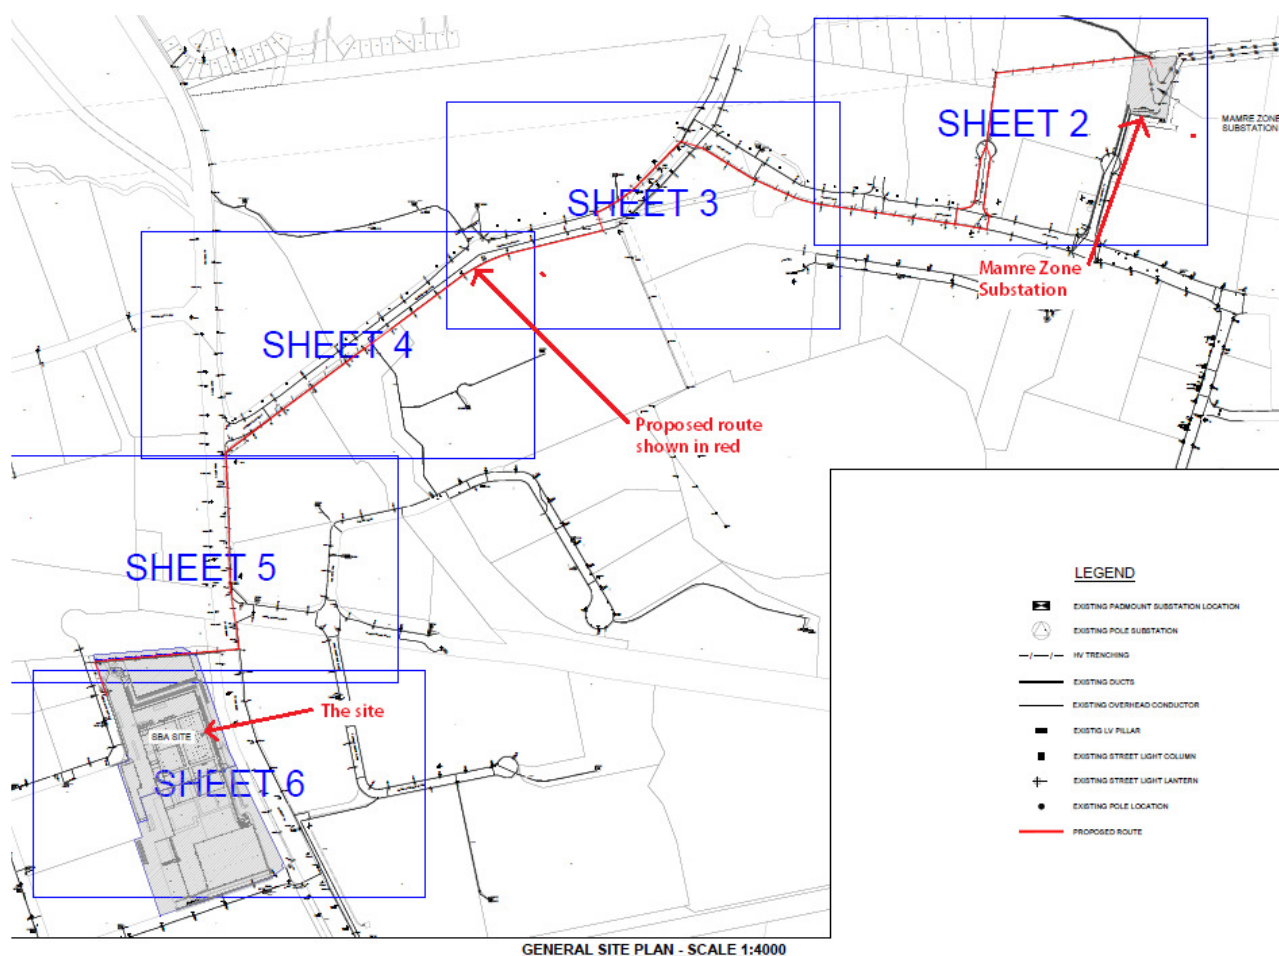 SHEET 2
MAMRE ZONE
SUBSTATION
SHEET 3
Mamre Zone
Substation
SHEET 4
Proposed route
shown in red
SHEET 5
The site
SBA SITE
SHEET 6
LEGEND
EXISTING PADMOUNT SUBSTATION LOCATION
EXISTING POLE SUBSTATION
HV TRENCHING
EXISTING DUCTS
EXISTING OVERHEAD CONDUCTOR
EXISTIG LV PILLAR
EXISTING STREET LIGHT COLUMN
EXISTING STREET LIGHT LANTERN
EXISTING POLE LOCATION
PROPOSED ROUTE
GENERAL SITE PLAN - SCALE 1:4000